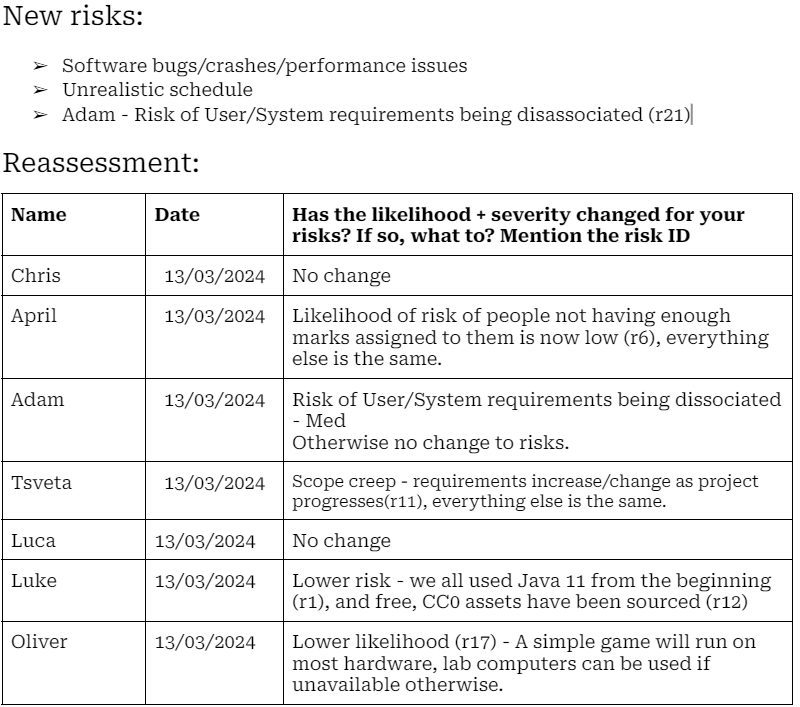 New risks:
➢ Software bugs/crashes/performance issues
➢ Unrealistic schedule
➢ Adam - Risk of User/System requirements being disassociated (r21)
Reassessment:
Name Date Has the likelihood + severity changed for your
risks? If so, what to? Mention the risk ID
Chris 13/03/2024 No change
April 13/03/2024 Likelihood of risk of people not having enough
marks assigned to them is now low (r6), everything
else is the same.
Adam 13/03/2024 Risk of User/System requirements being dissociated
- Med
Otherwise no change to risks.
Tsveta 13/03/2024 Scope creep - requirements increase/change as project
progresses(r11), everything else is the same.
Luca 13/03/2024 No change
Luke 13/03/2024 Lower risk - we all used Java 11 from the beginning
(r1), and free, CC0 assets have been sourced (r12)
Oliver 13/03/2024 Lower likelihood (r17) - A simple game will run on
most hardware, lab computers can be used if
unavailable otherwise.